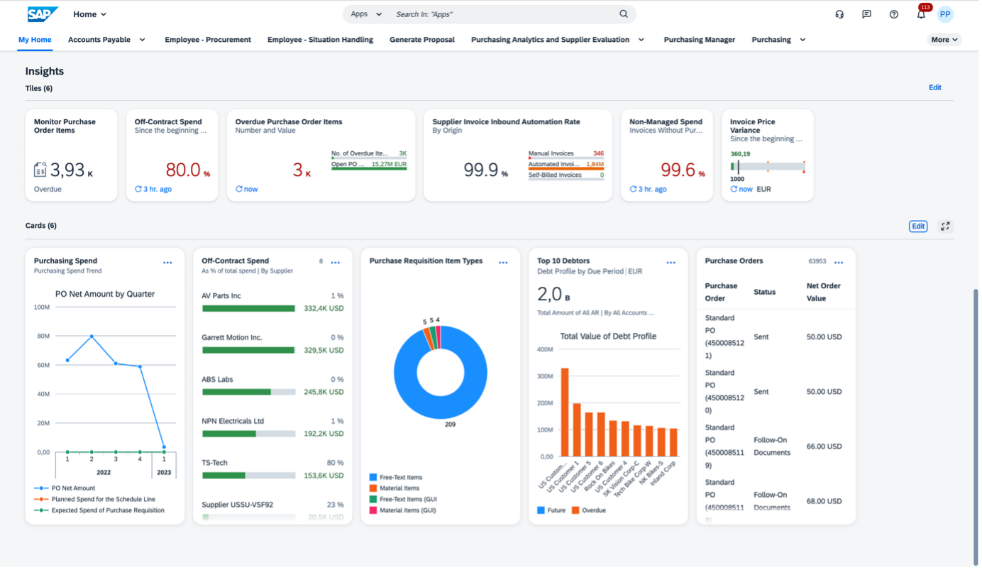 SAP Home
Apps Search In: "Apps"
113
PP
My Home Accounts Payable Employee - Procurement Employee - Situation Handling Generate Proposal Purchasing Analytics and Supplier Evaluation Purchasing Manager Purchasing More
Insights
Tiles (6) Edit
Monitor Purchase
Order Items
3,93 K
Overdue
Off-Contract Spend
Since the beginning ...
80.0 %
3 hr. ago
Overdue Purchase Order Items
Number and Value
3 K
No. of Overdue Ite... 3K
Open PO ... 15,27M EUR
now
Supplier Invoice Inbound Automation Rate
By Origin
99.9 %
Manual Invoices 346
Automated Invoi... 1,84M
Self-Billed Invoices 0
Non-Managed Spend
Invoices Without Pur...
99.6 %
3 hr. ago
Invoice Price
Variance
Since the beginning ...
360,19
1000
now EUR
Cards (6) Edit
Purchasing Spend ...
Purchasing Spend Trend
PO Net Amount by Quarter
100M
80M
60M
40M
20M
0,00
1 2 3 4 1
2022 2023
PO Net Amount
Planned Spend for the Schedule Line
Expected Spend of Purchase Requisition
Off-Contract Spend 8 ...
As % of total spend | By Supplier
AV Parts Inc 1 %
332,4K USD
Garrett Motion Inc. 0 %
329,5K USD
ABS Labs 0 %
245,8K USD
NPN Electricals Ltd 1 %
192,2K USD
TS-Tech 80 %
153,6K USD
Supplier USSU-VSF92 23 %
20,5K USD
Purchase Requisition Item Types ...
5 5 4
209
Free-Text Items
Material Items
Free-Text Items (GUI
Material Items (GUI)
Top 10 Debtors ...
Debt Profile by Due Period | EUR
2,0 B
Total Amount of All AR | By All Accounts ...
Total Value of Debt Profile
400M
300M
200M
100M
0,00
US Custom...
US Customer 1
US Customer 5
US Customer 6
Rock On Bikes
US Customer 4
SK Vision Corp-C
Tech Bike Corp-W
NK Bikes-S
Inland Corp
Future Overdue
Purchase Orders 63953 ...
Purchase
Order Status Net Order
Value
Standard
PO
(450008512
1) Sent 50.00 USD
Standard
PO
(450008512
0) Sent 50.00 USD
Standard
PO
(450008511
9) Follow-On
Documents 66.00 USD
Standard
PO
(450008511 Follow-On
Documents 68.00 USD